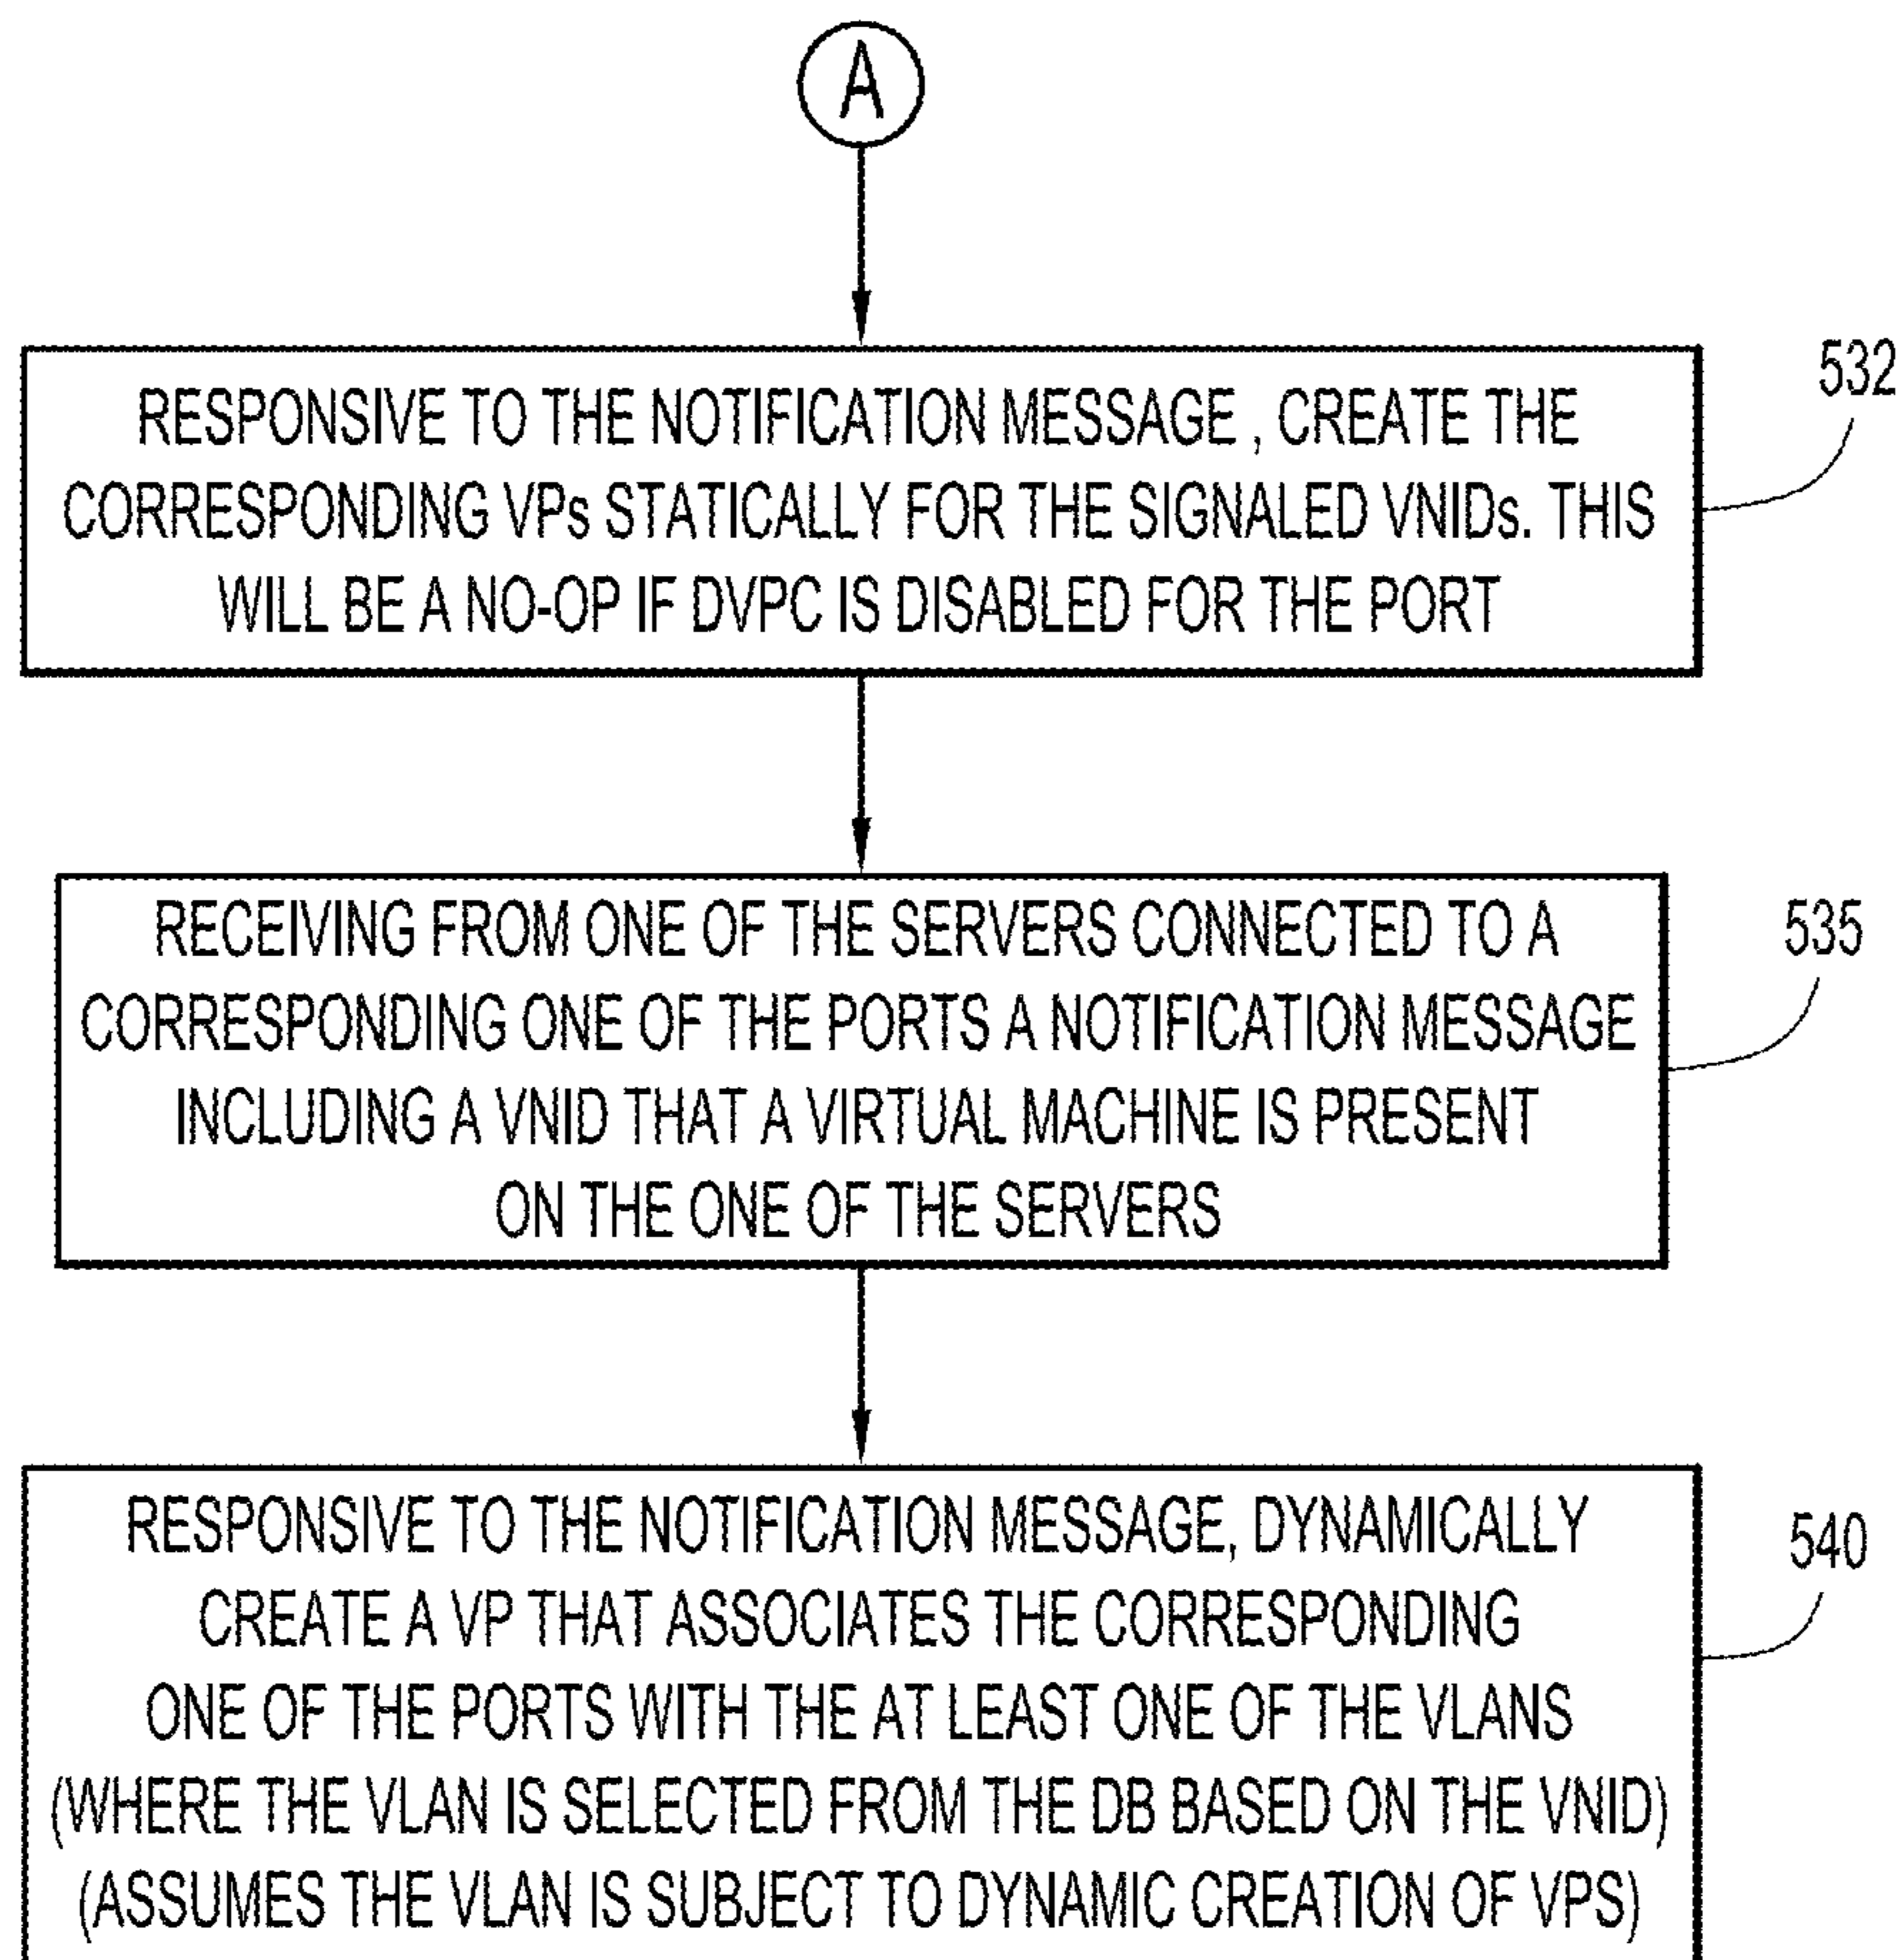 A
RESPONSIVE TO THE NOTIFICATION MESSAGE , CREATE THE
CORRESPONDING VPs STATICALLY FOR THE SIGNALED VNIDs. THIS
WILL BE A NO-OP IF DVPC IS DISABLED FOR THE PORT
532
RECEIVING FROM ONE OF THE SERVERS CONNECTED TO A
CORRESPONDING ONE OF THE PORTS A NOTIFICATION MESSAGE
INCLUDING A VNID THAT A VIRTUAL MACHINE IS PRESENT
ON THE ONE OF THE SERVERS
535
RESPONSIVE TO THE NOTIFICATION MESSAGE, DYNAMICALLY
CREATE A VP THAT ASSOCIATES THE CORRESPONDING
ONE OF THE PORTS WITH THE AT LEAST ONE OF THE VLANS
(WHERE THE VLAN IS SELECTED FROM THE DB BASED ON THE VNID)
(ASSUMES THE VLAN IS SUBJECT TO DYNAMIC CREATION OF VPS)
540